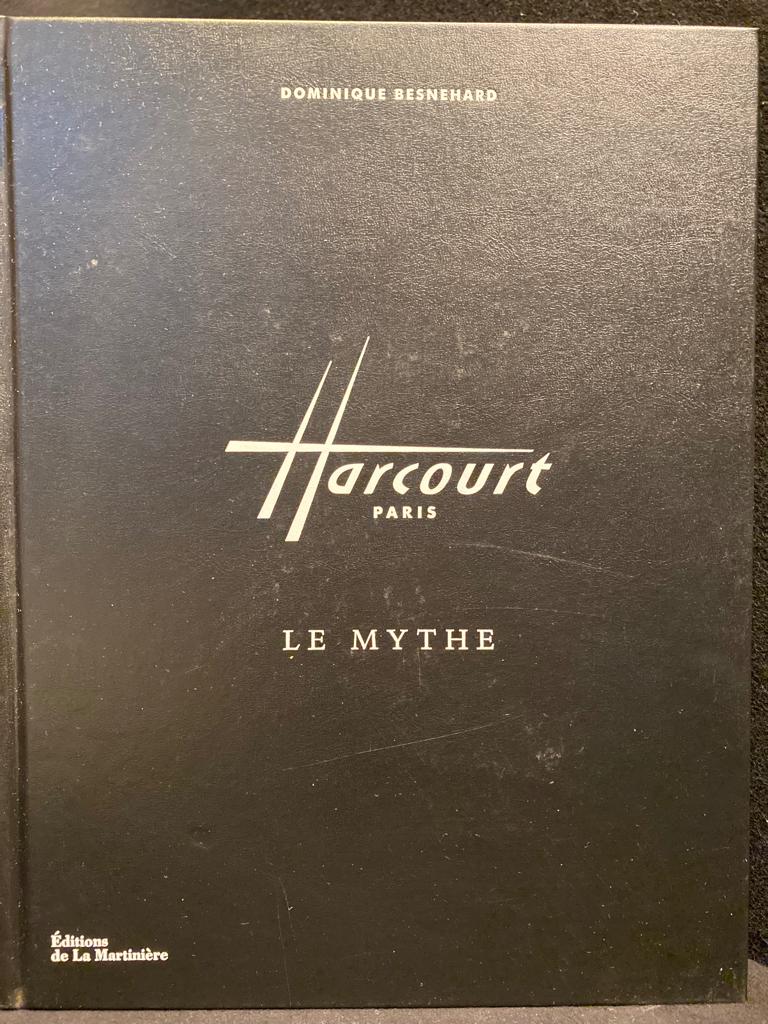 DOMINIQUE BESNEHARD
Harcourt
PARIS
LE MYTHE
Éditions
de La Martinière